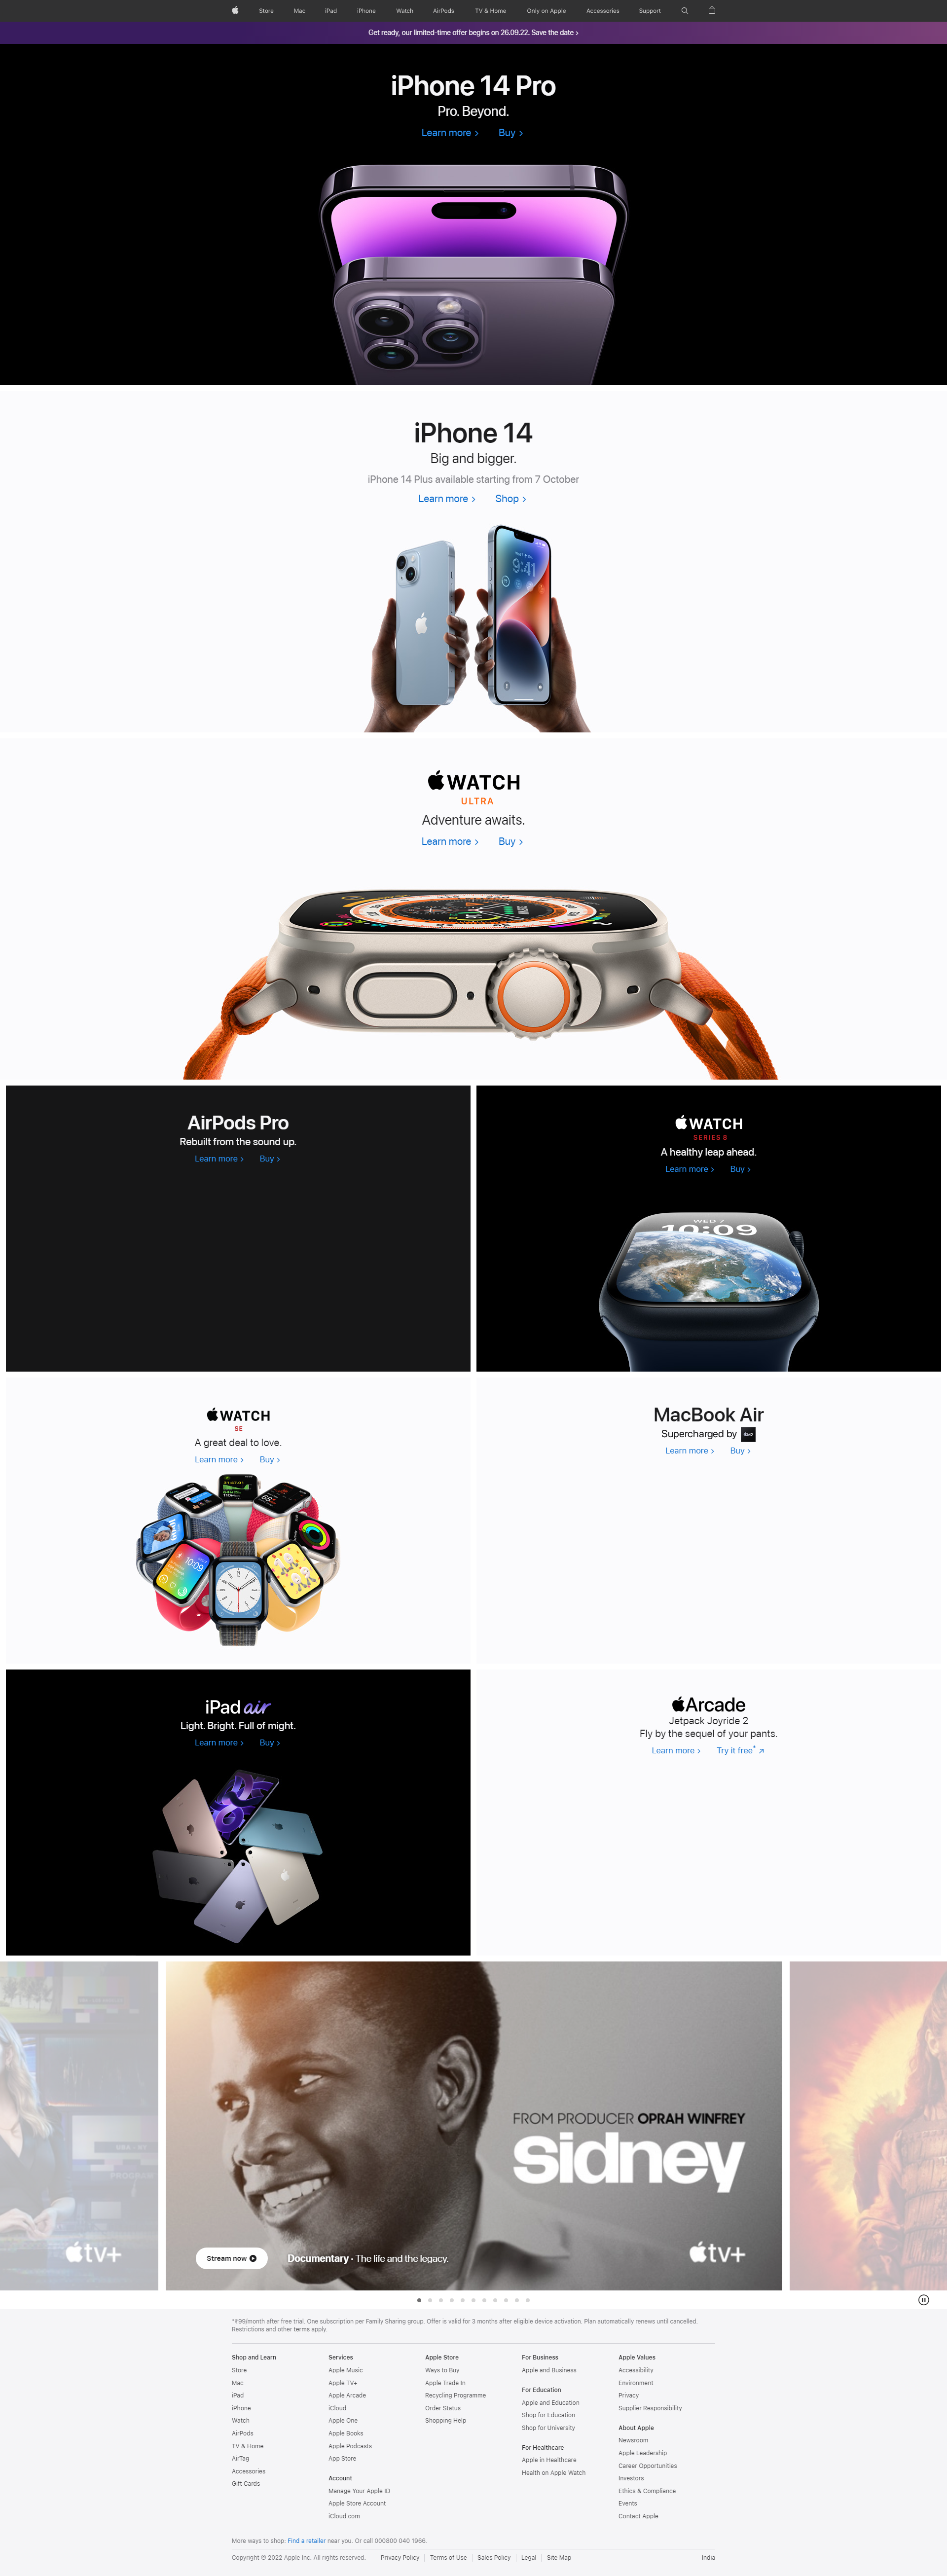 Store Mac iPad iPhone Watch AirPods TV & Home Only on Apple Accessories Support
Get ready, our limited-time offer begins on 26.09.22. Save the date >
iPhone 14 Pro
Pro. Beyond.
Learn more > Buy >
iPhone 14
Big and bigger.
iPhone 14 Plus available starting from 7 October
Learn more > Shop >
9:41
WATCH
ULTRA
Adventure awaits.
Learn more > Buy >
AirPods Pro
Rebuilt from the sound up.
Learn more > Buy >
WATCH
SERIES 8
A healthy leap ahead.
Learn more > Buy >
WED 7
10:09
WATCH
SE
A great deal to love.
Learn more > Buy >
10:09
MacBook Air
Supercharged by M2
Learn more > Buy >
iPad air
Light. Bright. Full of might.
Learn more > Buy >
Arcade
Jetpack Joyride 2
Fly by the sequel of your pants.
Learn more > Try it free* ↗
FROM PRODUCER OPRAH WINFREY
Sidney
tv+
Stream now
Documentary · The life and the legacy.
tv+
*₹99/month after free trial. One subscription per Family Sharing group. Offer is valid for 3 months after eligible device activation. Plan automatically renews until cancelled.
Restrictions and other terms apply.
Shop and Learn
Store
Mac
iPad
iPhone
Watch
AirPods
TV & Home
AirTag
Accessories
Gift Cards
Services
Apple Music
Apple TV+
Apple Arcade
iCloud
Apple One
Apple Books
Apple Podcasts
App Store
Account
Manage Your Apple ID
Apple Store Account
iCloud.com
Apple Store
Ways to Buy
Apple Trade In
Recycling Programme
Order Status
Shopping Help
For Business
Apple and Business
For Education
Apple and Education
Shop for Education
Shop for University
For Healthcare
Apple in Healthcare
Health on Apple Watch
Apple Values
Accessibility
Environment
Privacy
Supplier Responsibility
About Apple
Newsroom
Apple Leadership
Career Opportunities
Investors
Ethics & Compliance
Events
Contact Apple
More ways to shop: Find a retailer near you. Or call 000800 040 1966.
Copyright © 2022 Apple Inc. All rights reserved. Privacy Policy | Terms of Use | Sales Policy | Legal | Site Map India